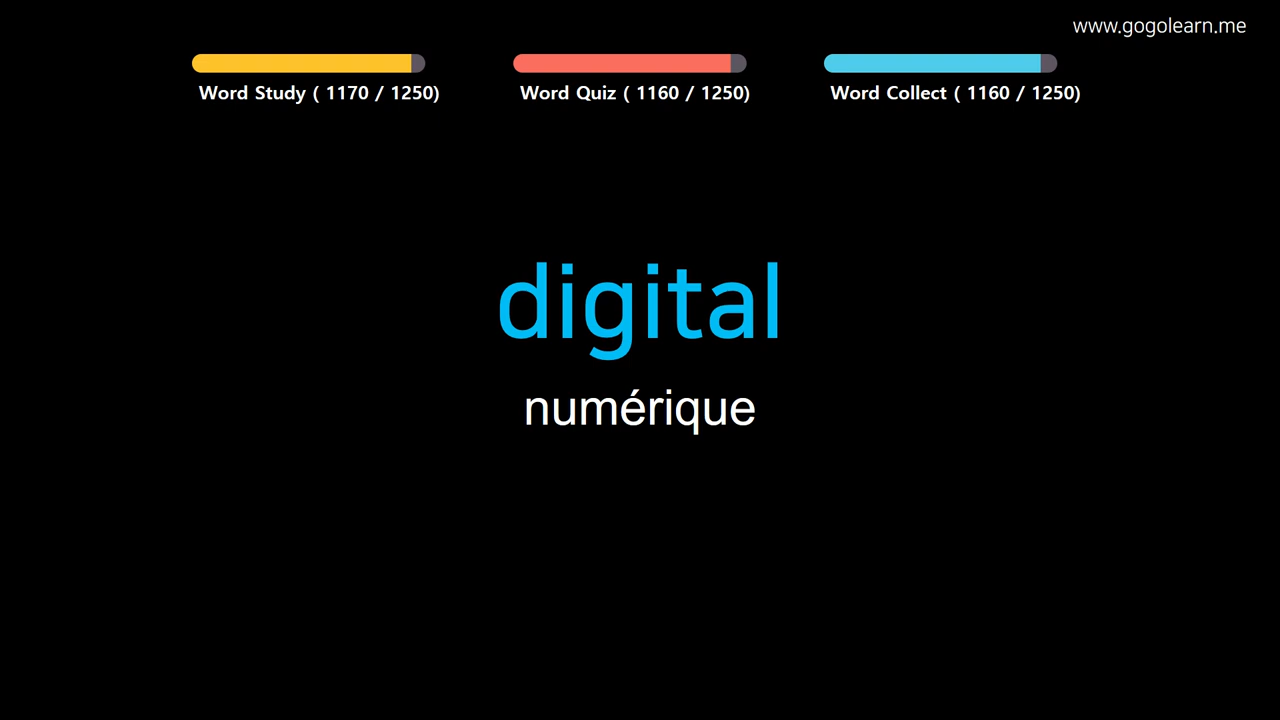 www.gogolearn.me
Word Study ( 1170 / 1250) Word Quiz ( 1160 / 1250) Word Collect ( 1160 / 1250)
digital
numérique